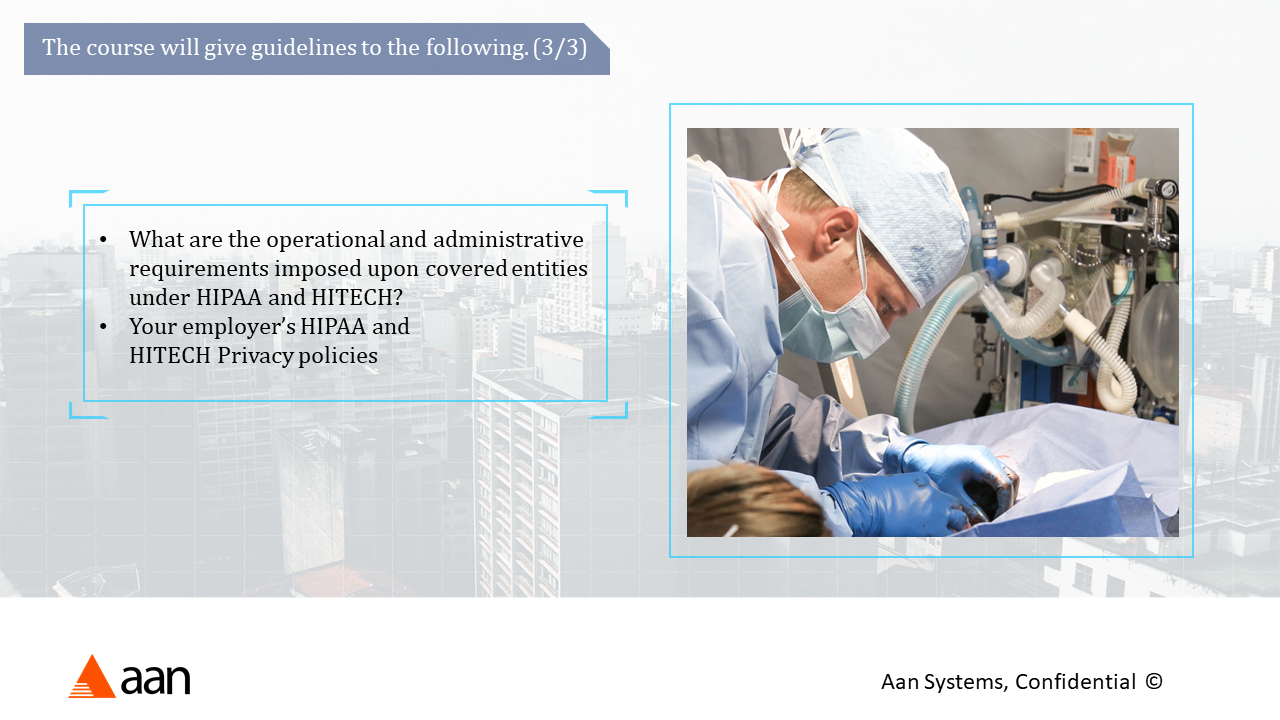 The course will give guidelines to the following. (3/3)
• What are the operational and administrative
requirements imposed upon covered entities
under HIPAA and HITECH?
• Your employer’s HIPAA and
HITECH Privacy policies
aan
Aan Systems, Confidential ©